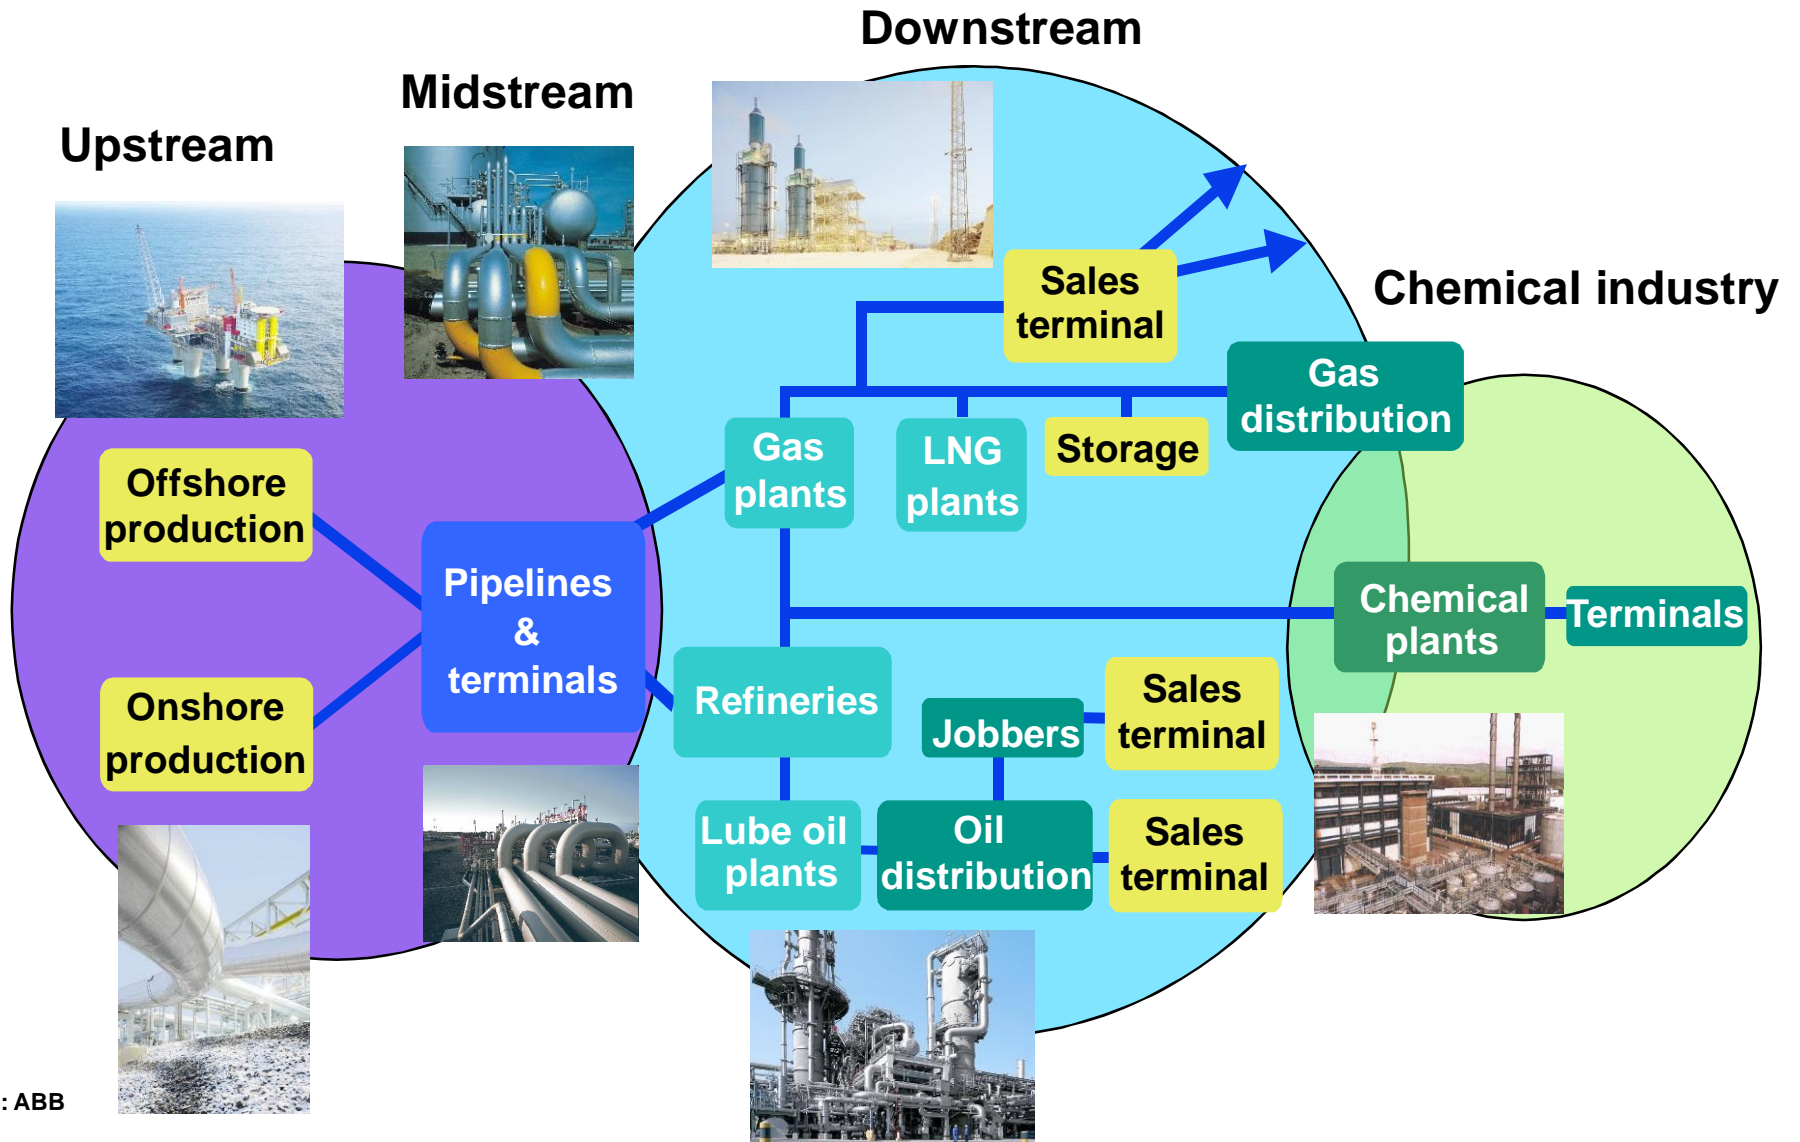 Downstream
Midstream
Upstream
Chemical industry
Sales
terminal
Gas
distribution
Gas
plants
LNG
plants
Storage
Offshore
production
Pipelines
&
terminals
Chemical
plants
Terminals
Onshore
production
Refineries
Jobbers
Sales
terminal
Lube oil
plants
Oil
distribution
Sales
terminal
: ABB